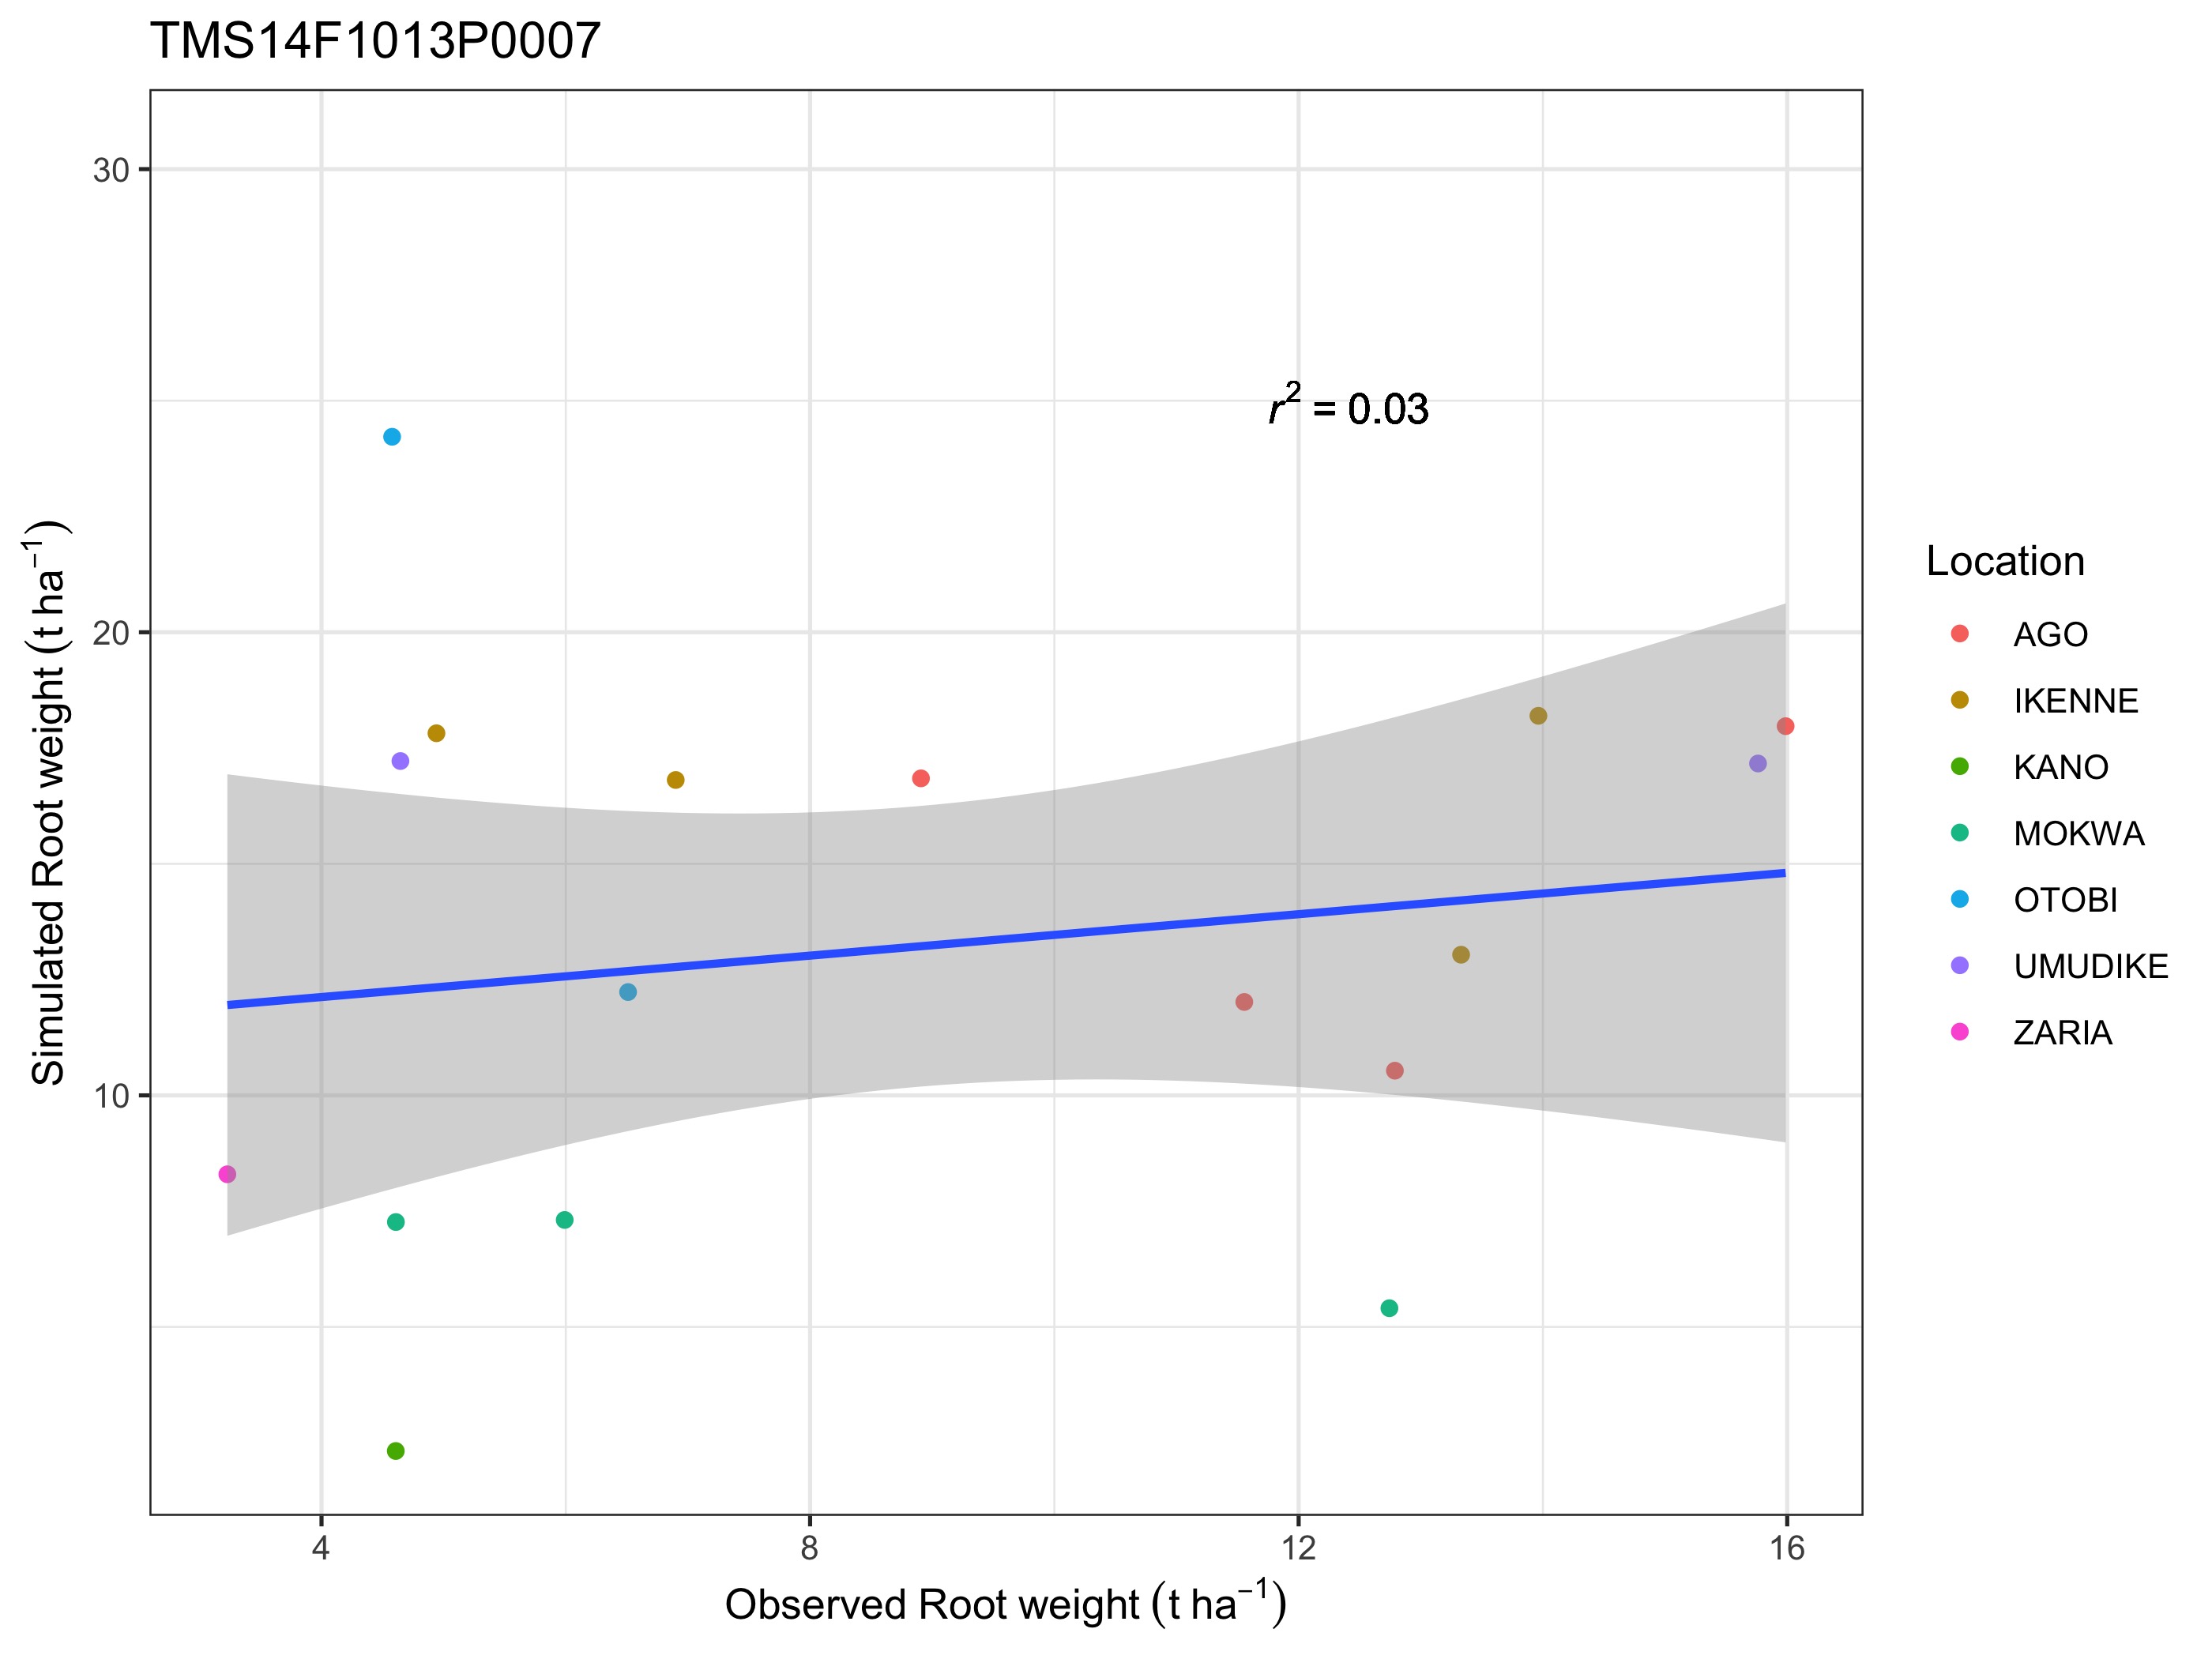 TMS14F1013P0007
30
20
10
Simulated Root weight (t ha⁻¹)
r² = 0.03
4 8 12 16
Observed Root weight (t ha⁻¹)
Location
AGO
IKENNE
KANO
MOKWA
OTOBI
UMUDIKE
ZARIA